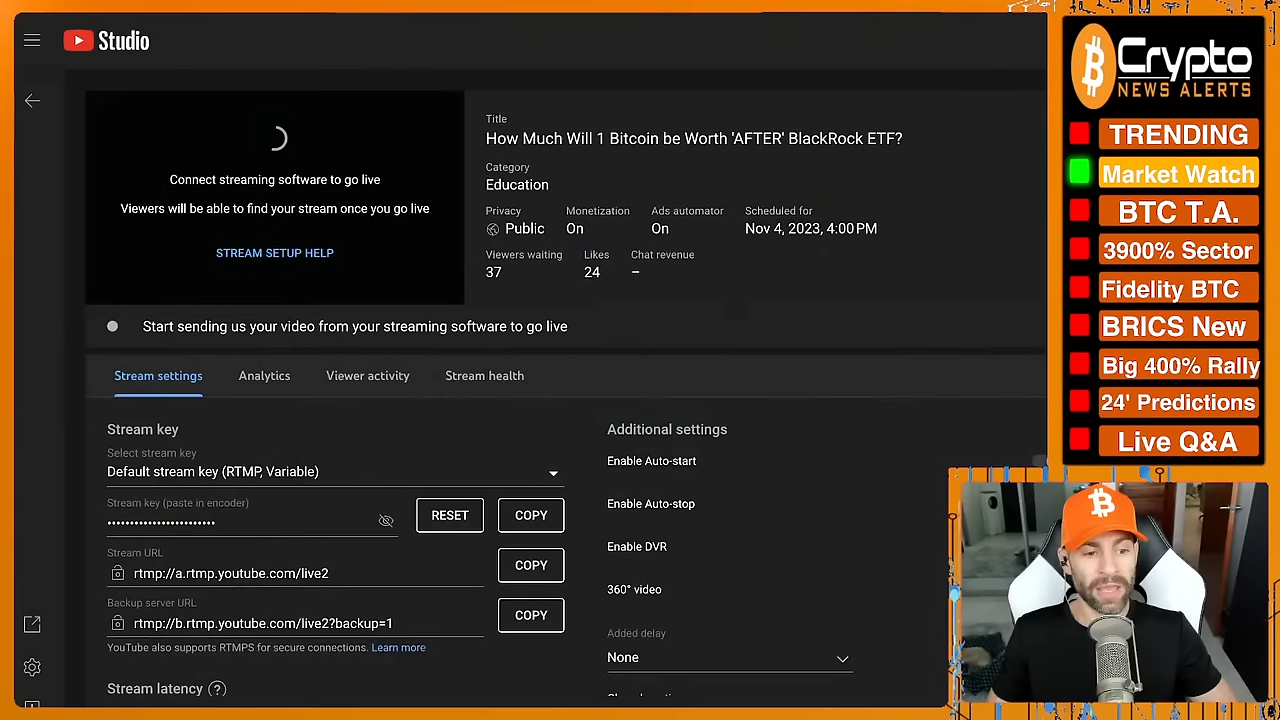 Studio
Connect streaming software to go live
Viewers will be able to find your stream once you go live
STREAM SETUP HELP
Title
How Much Will 1 Bitcoin be Worth 'AFTER' BlackRock ETF?
Category
Education
Privacy Monetization Ads automator Scheduled for
Public On On Nov 4, 2023, 4:00 PM
Viewers waiting Likes Chat revenue
37 24 –
Start sending us your video from your streaming software to go live
Stream settings Analytics Viewer activity Stream health
Stream key
Select stream key
Default stream key (RTMP, Variable)
Stream key (paste in encoder)
••••••••••••••••••••••••
RESET COPY
Stream URL
rtmp://a.rtmp.youtube.com/live2
COPY
Backup server URL
rtmp://b.rtmp.youtube.com/live2?backup=1
COPY
YouTube also supports RTMPS for secure connections. Learn more
Stream latency
Additional settings
Enable Auto-start
Enable Auto-stop
Enable DVR
360° video
Added delay
None
Crypto
NEWS ALERTS
TRENDING
Market Watch
BTC T.A.
3900% Sector
Fidelity BTC
BRICS New
Big 400% Rally
24' Predictions
Live Q&A